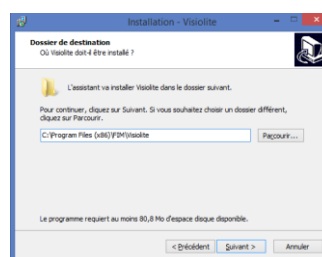 Installation - Visiolite
Dossier de destination
Où Visiolite doit-il être installé ?
L'assistant va installer Visiolite dans le dossier suivant.
Pour continuer, cliquez sur Suivant. Si vous souhaitez choisir un dossier différent,
cliquez sur Parcourir.
C:\Program Files (x86)\FIM\Visiolite
Parcourir...
Le programme requiert au moins 80,8 Mo d'espace disque disponible.
< Précédent Suivant > Annuler